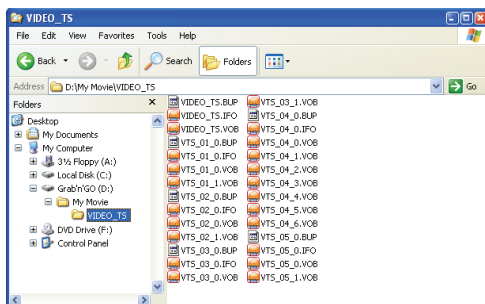 VIDEO_TS
File Edit View Favorites Tools Help
Back Search Folders
Address D:\My Movie\VIDEO_TS Go
Folders
Desktop
My Documents
My Computer
3½ Floppy (A:)
Local Disk (C:)
Grab'n'GO (D:)
My Movie
VIDEO_TS
DVD Drive (F:)
Control Panel
VIDEO_TS.BUP
VIDEO_TS.IFO
VIDEO_TS.VOB
VTS_01_0.BUP
VTS_01_0.IFO
VTS_01_0.VOB
VTS_01_1.VOB
VTS_02_0.BUP
VTS_02_0.IFO
VTS_02_0.VOB
VTS_02_1.VOB
VTS_03_0.BUP
VTS_03_0.IFO
VTS_03_0.VOB
VTS_03_1.VOB
VTS_04_0.BUP
VTS_04_0.IFO
VTS_04_0.VOB
VTS_04_1.VOB
VTS_04_2.VOB
VTS_04_3.VOB
VTS_04_4.VOB
VTS_04_5.VOB
VTS_04_6.VOB
VTS_05_0.BUP
VTS_05_0.IFO
VTS_05_0.VOB
VTS_05_1.VOB